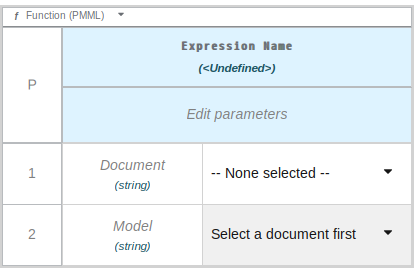 f Function (PMML)
Expression Name
(<Undefined>)
P
Edit parameters
1
Document
(string)
-- None selected --
2
Model
(string)
Select a document first